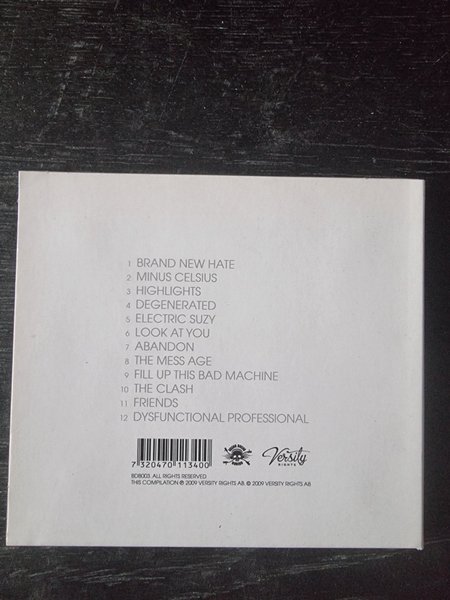 1 BRAND NEW HATE
2 MINUS CELSIUS
3 HIGHLIGHTS
4 DEGENERATED
5 ELECTRIC SUZY
6 LOOK AT YOU
7 ABANDON
8 THE MESS AGE
9 FILL UP THIS BAD MACHINE
10 THE CLASH
11 FRIENDS
12 DYSFUNCTIONAL PROFESSIONAL
7 320470 113400
Versity
RIGHTS
BDB003. ALL RIGHTS RESERVED
THIS COMPILATION ℗ 2009 VERSITY RIGHTS AB. © 2009 VERSITY RIGHTS AB